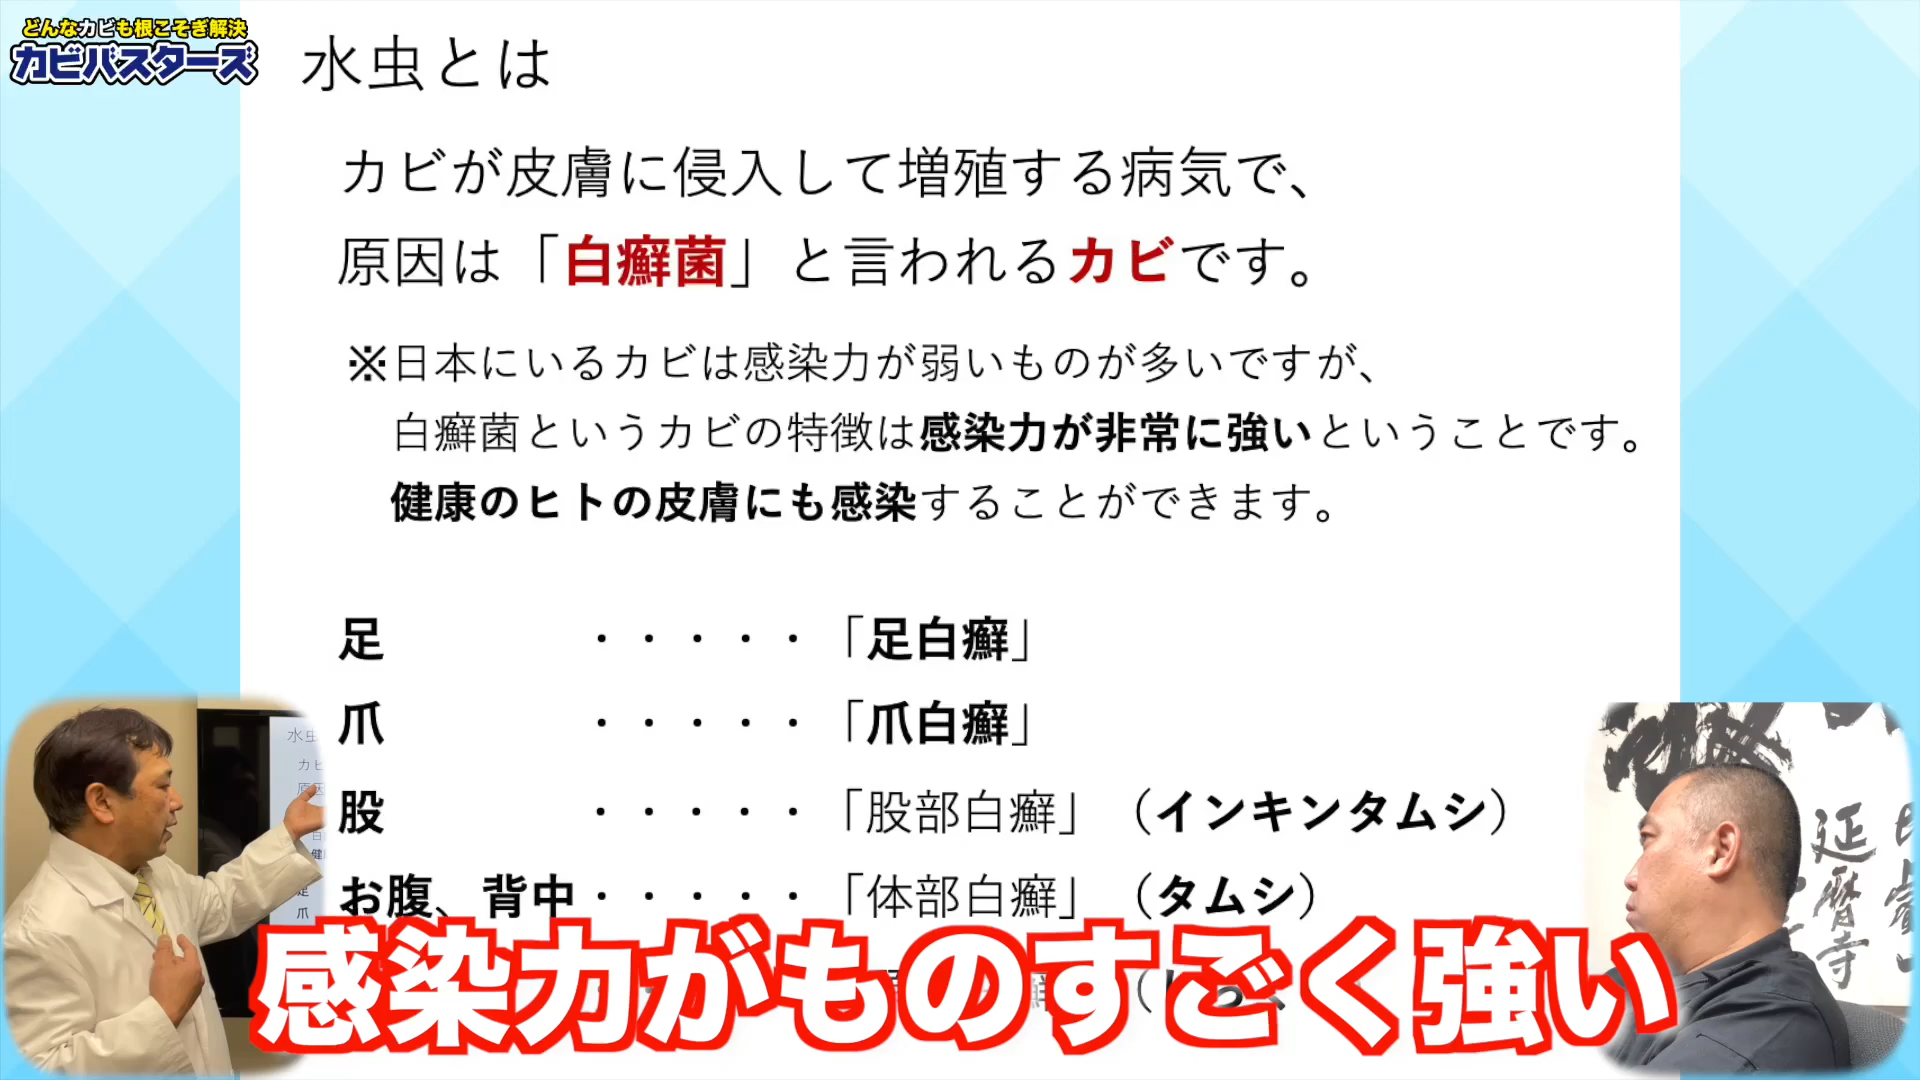 どんなカビも根こそぎ解決
カビバスターズ
水虫とは
カビが皮膚に侵入して増殖する病気で、
原因は「白癬菌」と言われるカビです。
※日本にいるカビは感染力が弱いものが多いですが、
白癬菌というカビの特徴は感染力が非常に強いということです。
健康のヒトの皮膚にも感染することができます。
足 ・・・・・「足白癬」
爪 ・・・・・「爪白癬」
股 ・・・・・「股部白癬」（インキンタムシ）
お腹、背中・・・・・「体部白癬」（タムシ）
感染力がものすごく強い
延暦寺